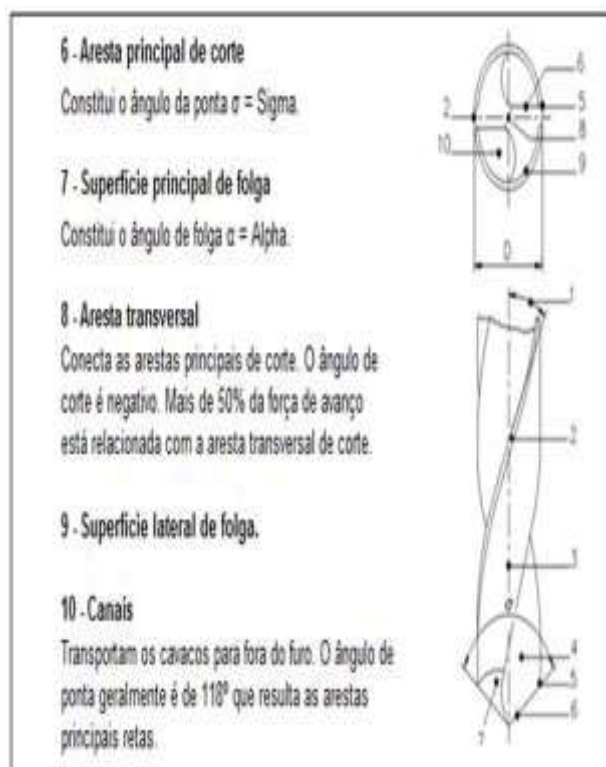 6 - Aresta principal de corte
Constitui o ângulo da ponta σ = Sigma.
7 - Superfície principal de folga
Constitui o ângulo de folga α = Alpha.
8 - Aresta transversal
Conecta as arestas principais de corte. O ângulo de
corte é negativo. Mais de 50% da força de avanço
está relacionada com a aresta transversal de corte.
9 - Superfície lateral de folga.
10 - Canais
Transportam os cavacos para fora do furo. O ângulo de
ponta geralmente é de 118º que resulta as arestas
principais retas.
6
5
2
8
10
9
D
1
2
3
σ
4
5
6
7